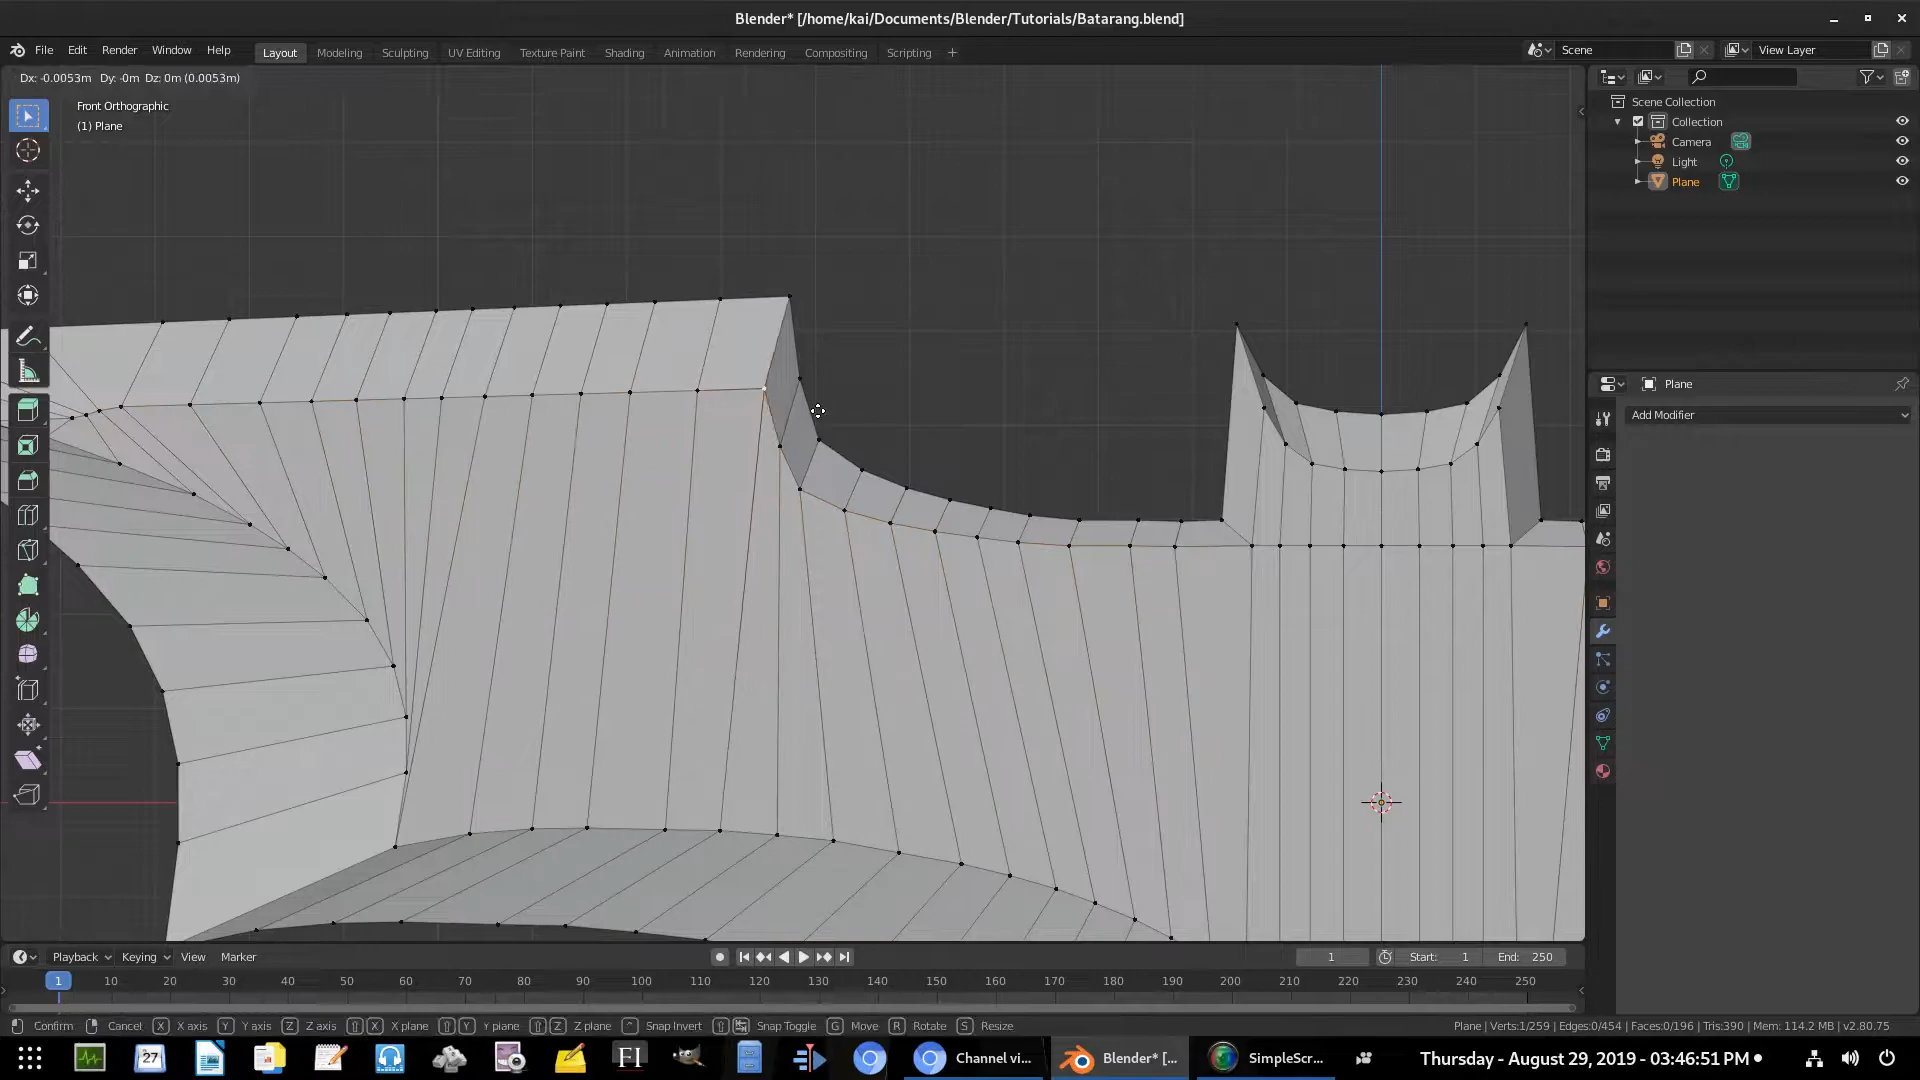 Blender* [/home/kai/Documents/Blender/Tutorials/Batarang.blend]
File Edit Render Window Help Layout Modeling Sculpting UV Editing Texture Paint Shading Animation Rendering Compositing Scripting + Scene View Layer
Dx: -0.0053m Dy: -0m Dz: 0m (0.0053m)
Front Orthographic
(1) Plane
Scene Collection
Collection
Camera
Light
Plane
Plane
Add Modifier
Playback Keying View Marker 1 Start: 1 End: 250
1 10 20 30 40 50 60 70 80 90 100 110 120 130 140 150 160 170 180 190 200 210 220 230 240 250
Confirm Cancel X X axis Y Y axis Z Z axis X X plane Y Y plane Z Z plane ^ Snap Invert Snap Toggle G Move R Rotate S Resize Plane | Verts:1/259 | Edges:0/454 | Faces:0/196 | Tris:390 | Mem: 114.2 MB | v2.80.75
27 FI Channel vi... Blender* [... SimpleScr... Thursday - August 29, 2019 - 03:46:51 PM